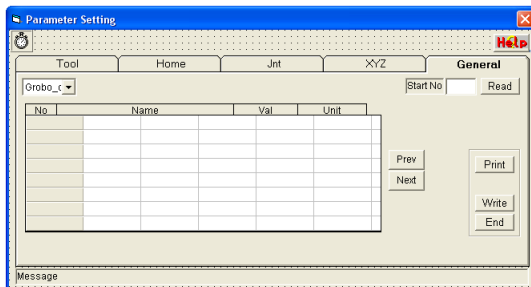 Parameter Setting
Help
Tool Home Jnt XYZ General
Grobo_c Start No Read
No Name Val Unit
Prev
Next
Print
Write
End
Message